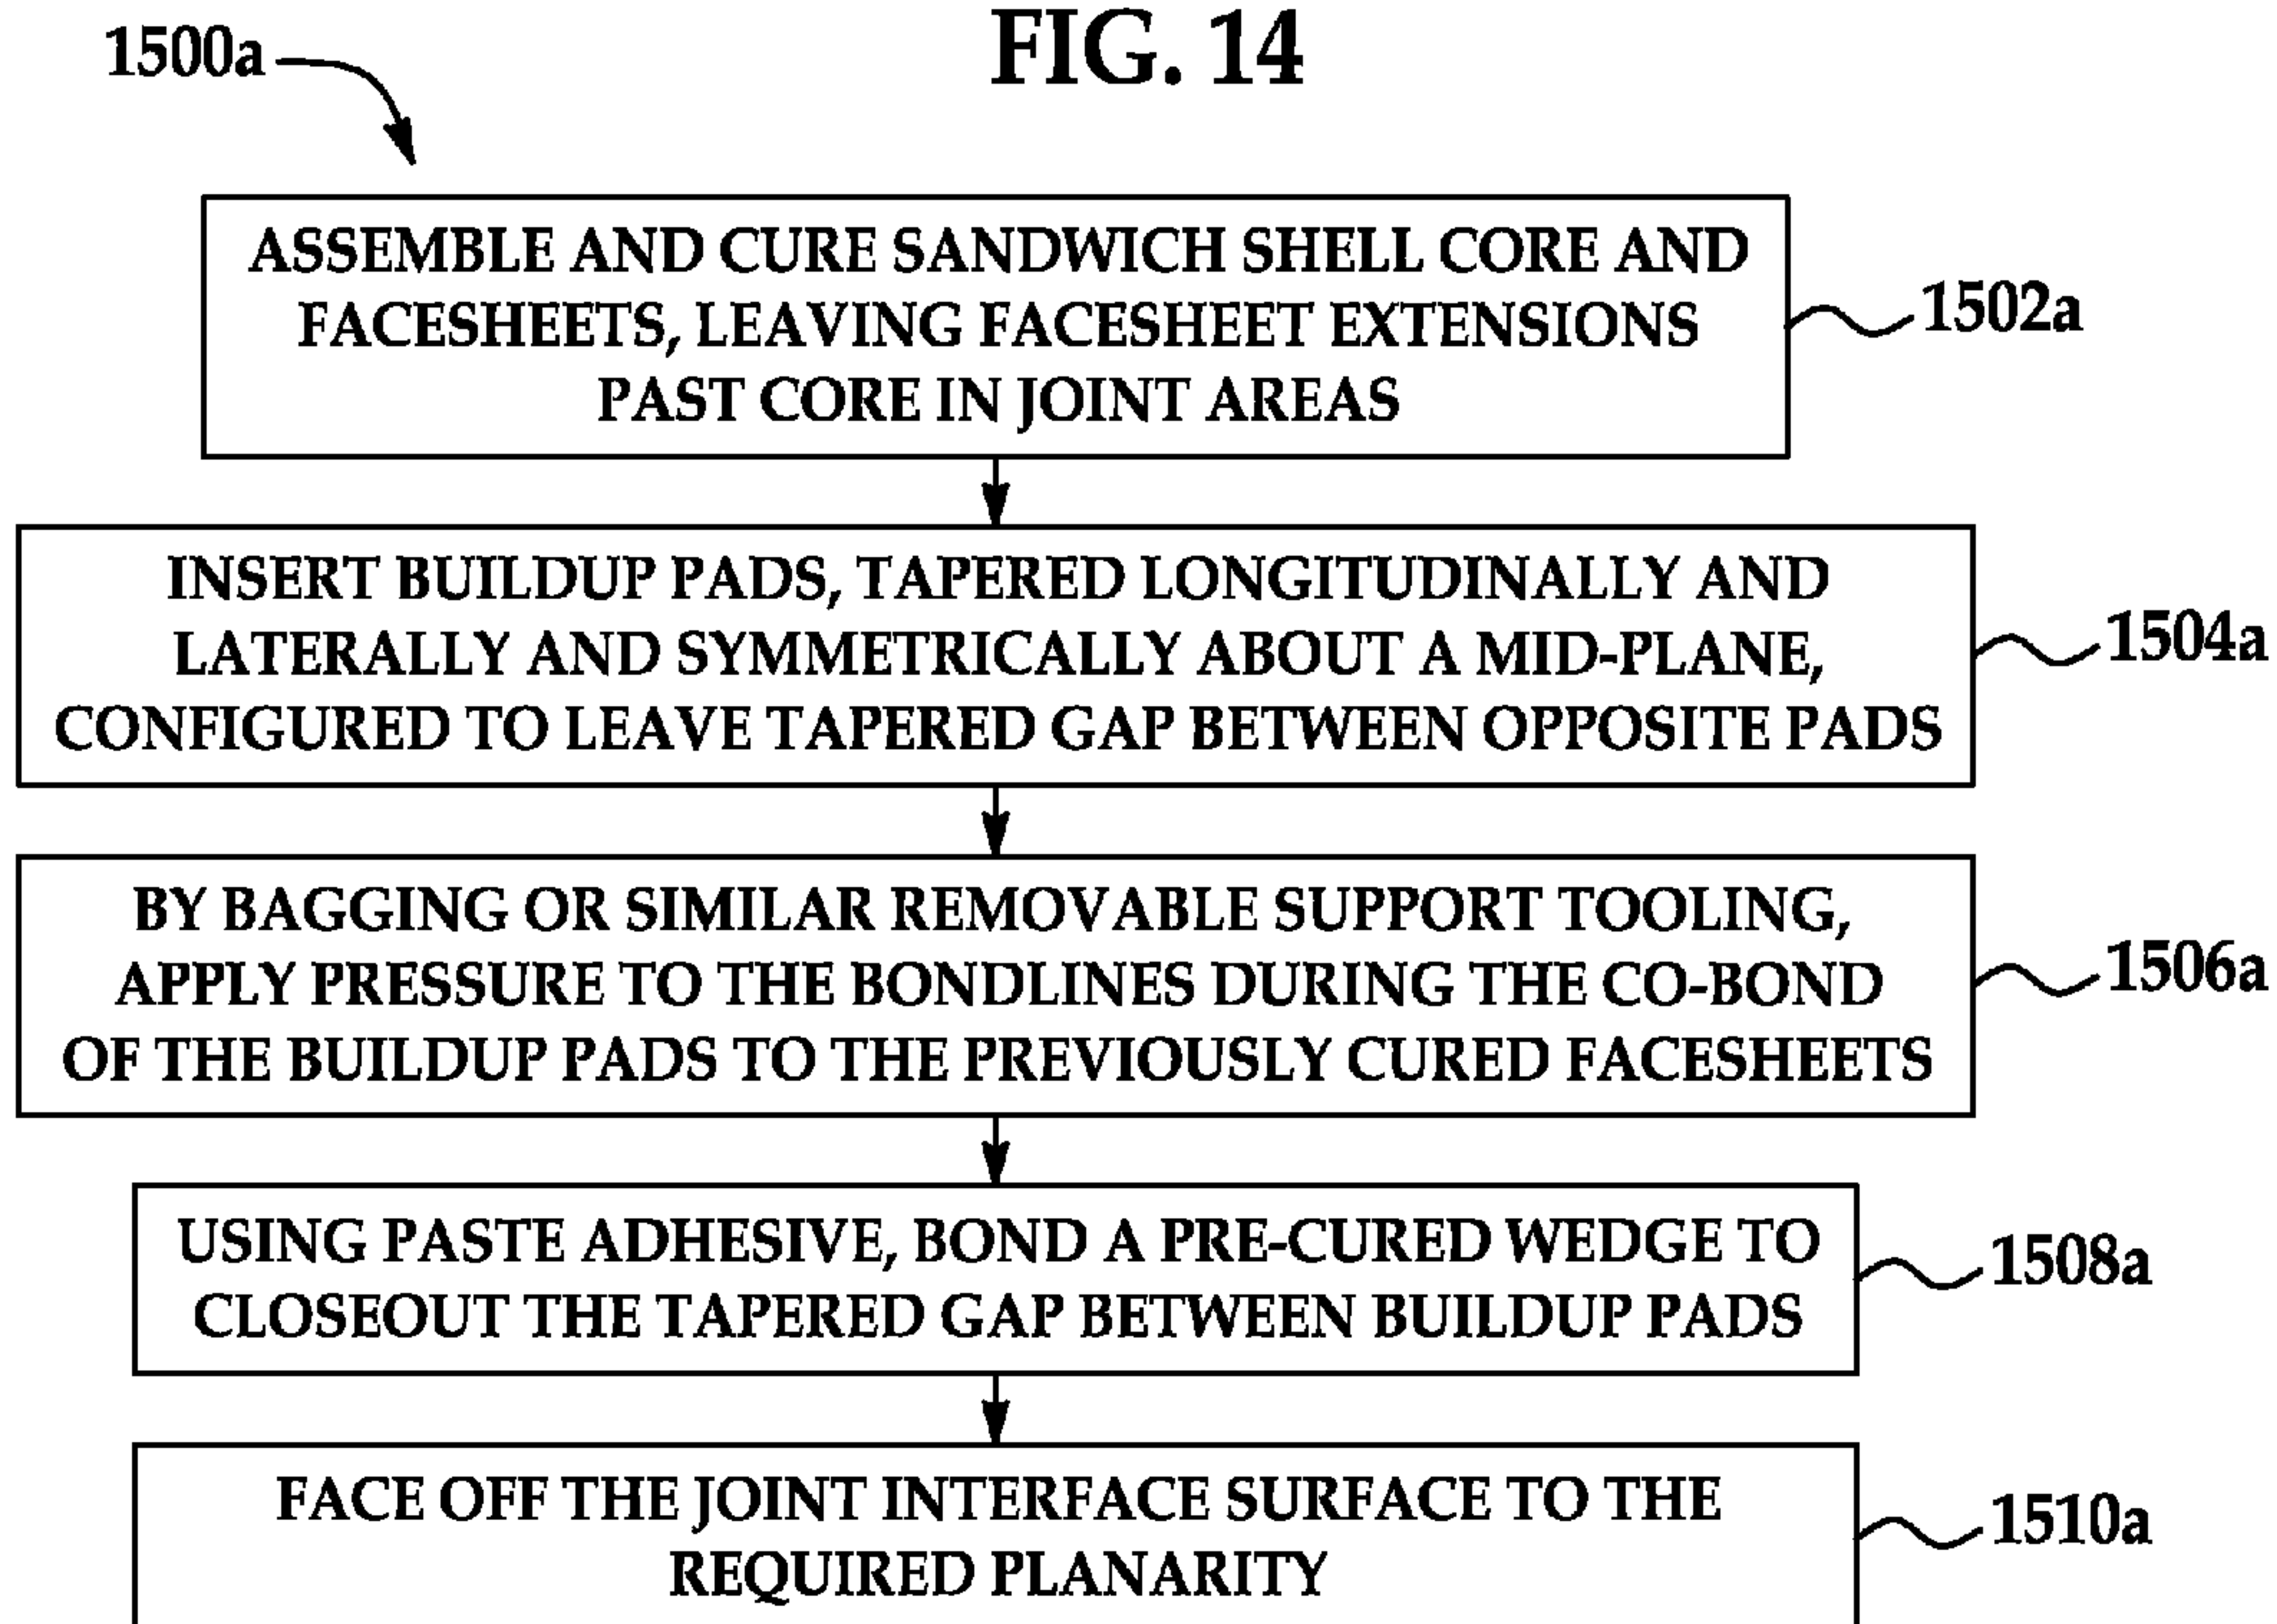 FIG. 14
1500a
ASSEMBLE AND CURE SANDWICH SHELL CORE AND
FACESHEETS, LEAVING FACESHEET EXTENSIONS
PAST CORE IN JOINT AREAS
1502a
INSERT BUILDUP PADS, TAPERED LONGITUDINALLY AND
LATERALLY AND SYMMETRICALLY ABOUT A MID-PLANE,
CONFIGURED TO LEAVE TAPERED GAP BETWEEN OPPOSITE PADS
1504a
BY BAGGING OR SIMILAR REMOVABLE SUPPORT TOOLING,
APPLY PRESSURE TO THE BONDLINES DURING THE CO-BOND
OF THE BUILDUP PADS TO THE PREVIOUSLY CURED FACESHEETS
1506a
USING PASTE ADHESIVE, BOND A PRE-CURED WEDGE TO
CLOSEOUT THE TAPERED GAP BETWEEN BUILDUP PADS
1508a
FACE OFF THE JOINT INTERFACE SURFACE TO THE
REQUIRED PLANARITY
1510a